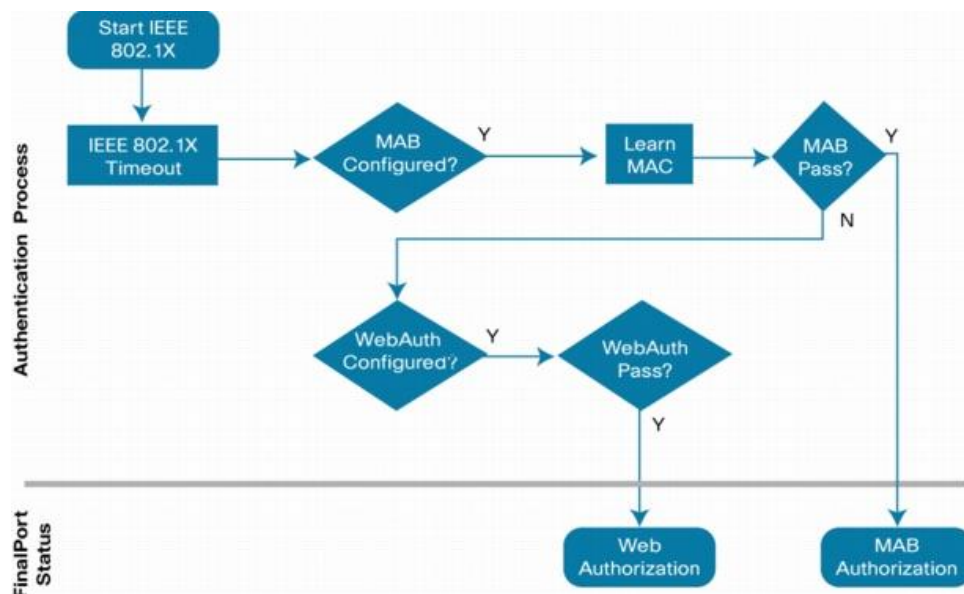 Start IEEE
802.1X
IEEE 802.1X
Timeout
MAB
Configured?
Y
Learn
MAC
MAB
Pass?
Y
N
WebAuth
Configured?
Y
WebAuth
Pass?
Y
Authentication Process
Web
Authorization
MAB
Authorization
FinalPort
Status